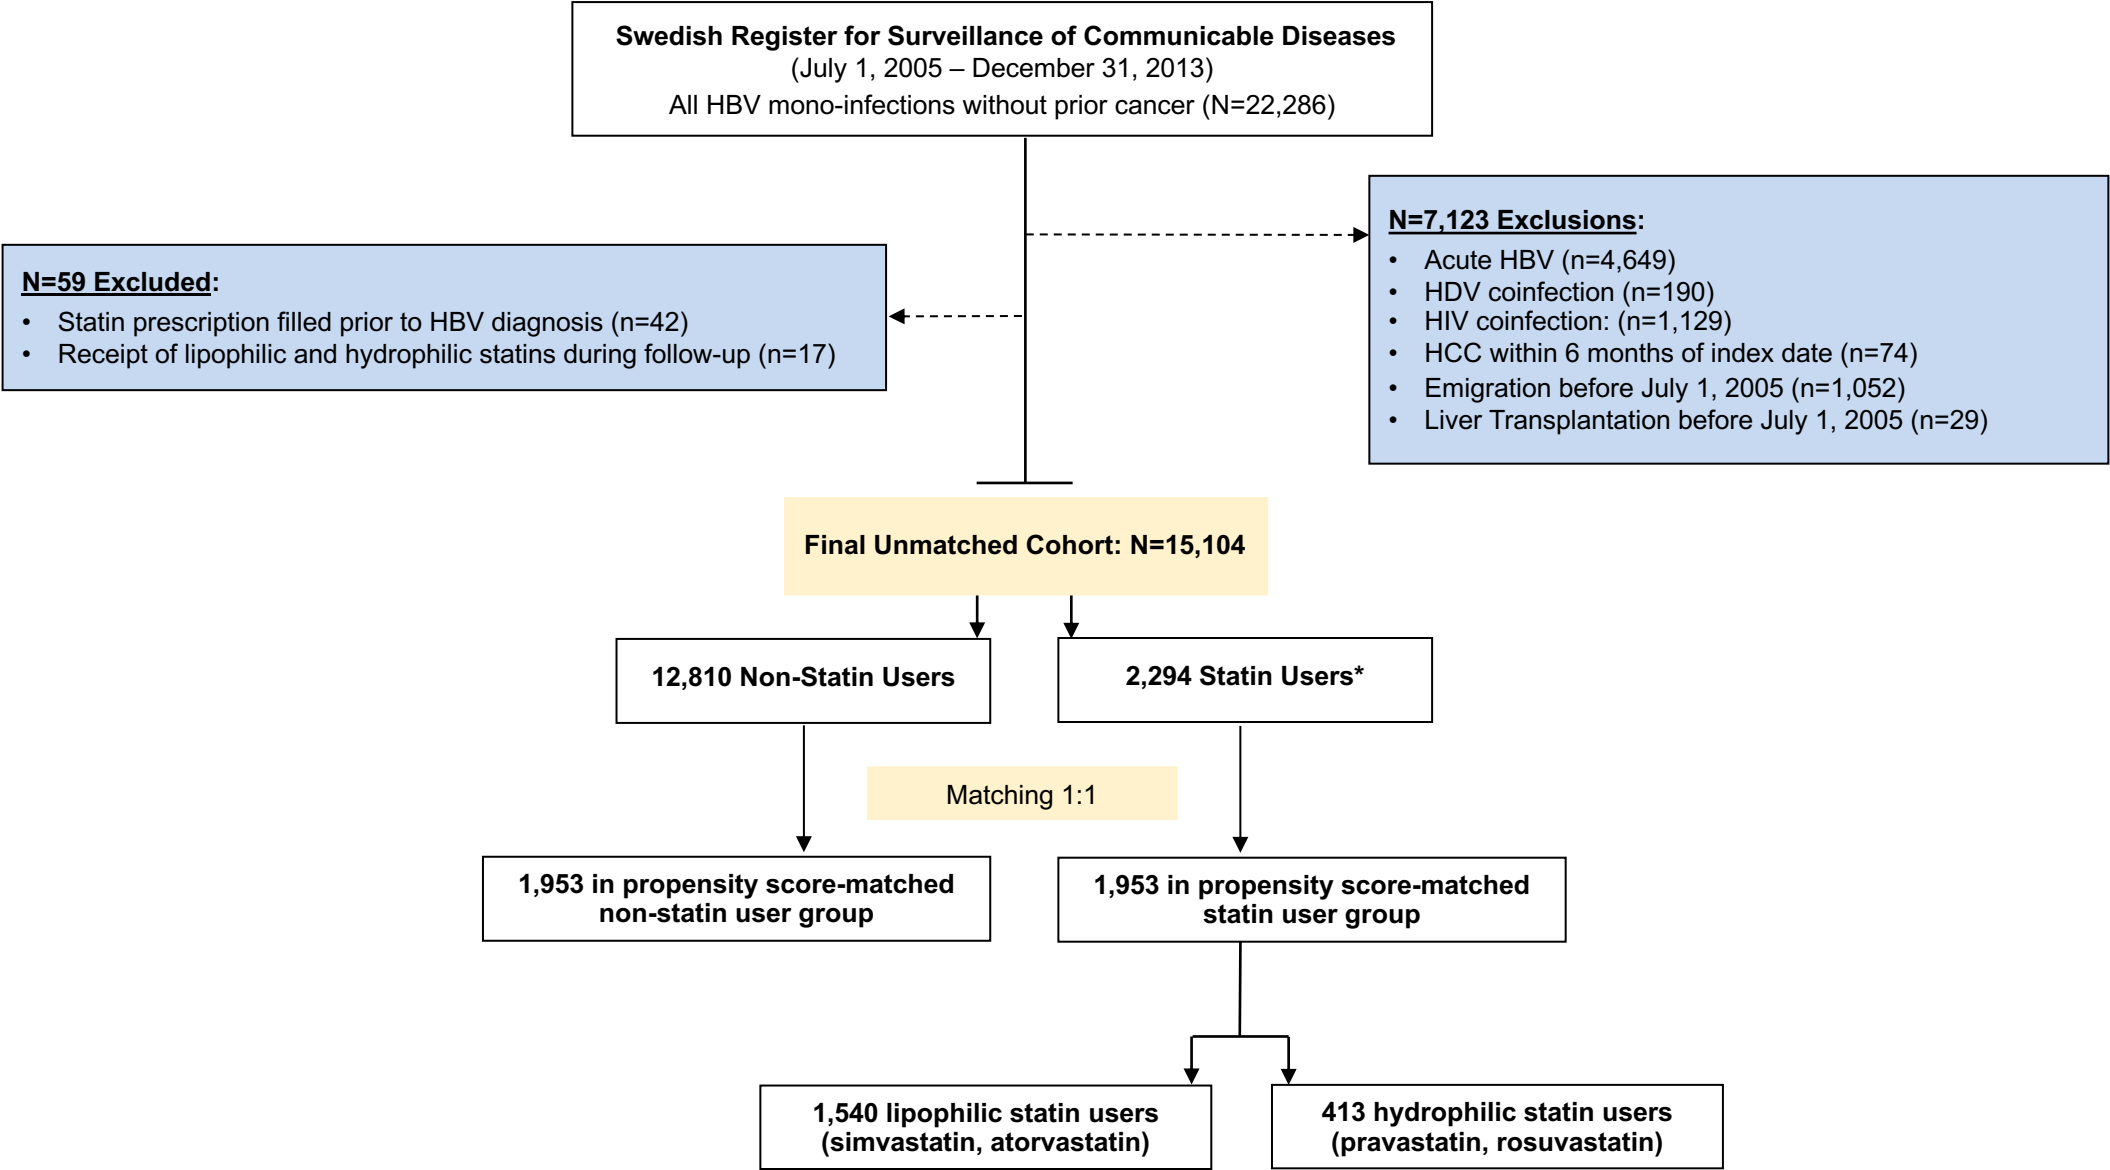 Swedish Register for Surveillance of Communicable Diseases
(July 1, 2005 – December 31, 2013)
All HBV mono-infections without prior cancer (N=22,286)
N=7,123 Exclusions:
• Acute HBV (n=4,649)
• HDV coinfection (n=190)
• HIV coinfection: (n=1,129)
• HCC within 6 months of index date (n=74)
• Emigration before July 1, 2005 (n=1,052)
• Liver Transplantation before July 1, 2005 (n=29)
N=59 Excluded:
• Statin prescription filled prior to HBV diagnosis (n=42)
• Receipt of lipophilic and hydrophilic statins during follow-up (n=17)
Final Unmatched Cohort: N=15,104
12,810 Non-Statin Users
2,294 Statin Users*
Matching 1:1
1,953 in propensity score-matched
non-statin user group
1,953 in propensity score-matched
statin user group
1,540 lipophilic statin users
(simvastatin, atorvastatin)
413 hydrophilic statin users
(pravastatin, rosuvastatin)